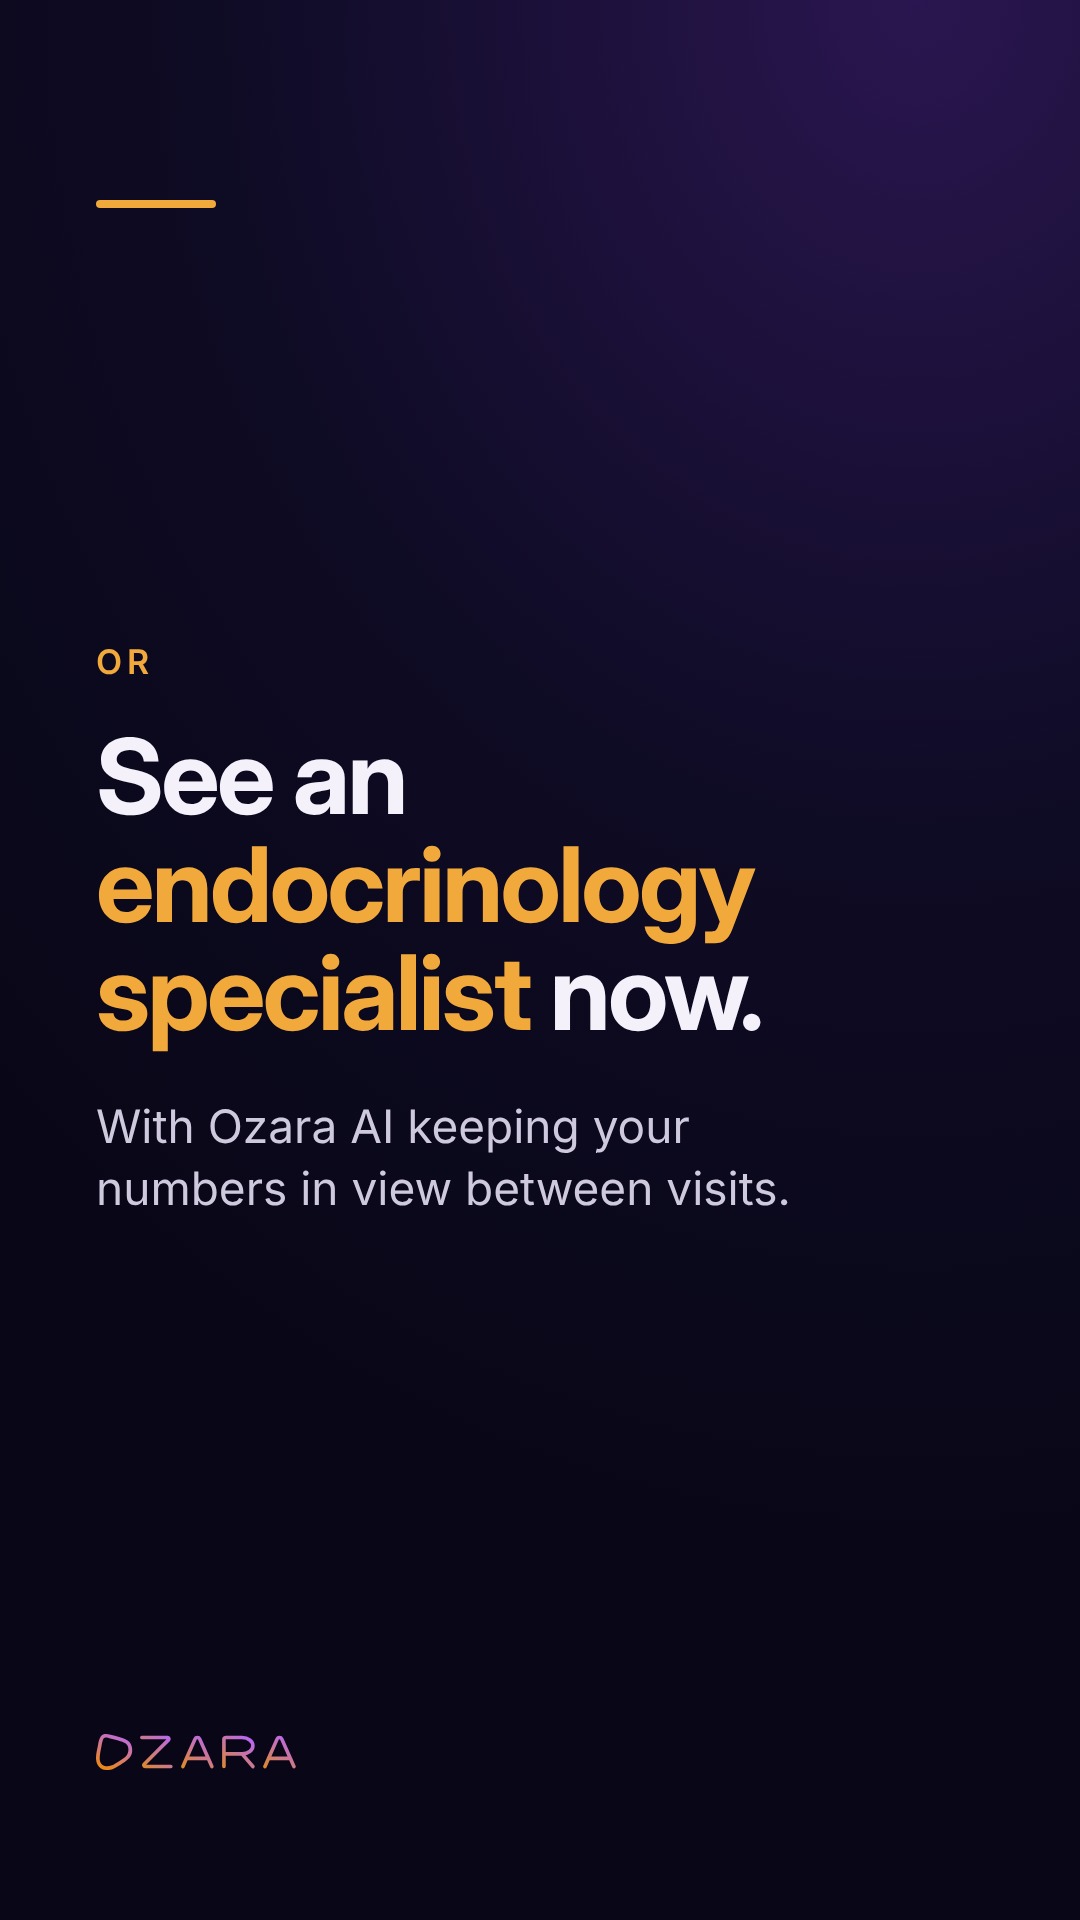 OR
See an
endocrinology
specialist now.
With Ozara AI keeping your
numbers in view between visits.
OZARA